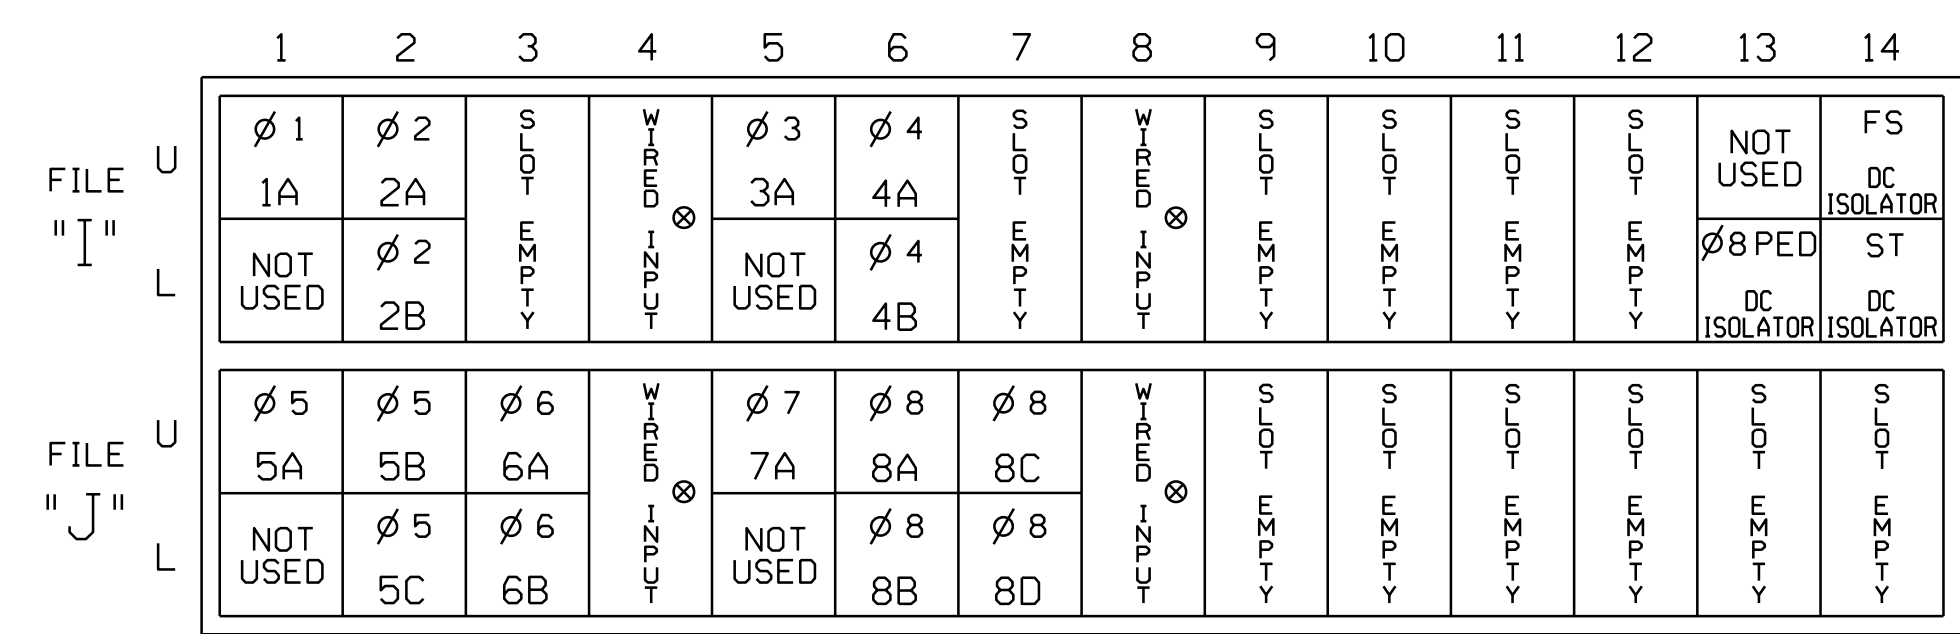 1 2 3 4 5 6 7 8 9 10 11 12 13 14
FILE "I"
U
L
Ø 1 1A
NOT USED
Ø 2 2A
Ø 2 2B
SLOT EMPTY
WIRED INPUT
Ø 3 3A
NOT USED
Ø 4 4A
Ø 4 4B
SLOT EMPTY
WIRED INPUT
SLOT EMPTY
SLOT EMPTY
SLOT EMPTY
SLOT EMPTY
NOT USED
Ø8 PED DC ISOLATOR
FS DC ISOLATOR
ST DC ISOLATOR
FILE "J"
U
L
Ø 5 5A
NOT USED
Ø 5 5B
Ø 5 5C
Ø 6 6A
Ø 6 6B
WIRED INPUT
Ø 7 7A
NOT USED
Ø 8 8A
Ø 8 8B
Ø 8 8C
Ø 8 8D
WIRED INPUT
SLOT EMPTY
SLOT EMPTY
SLOT EMPTY
SLOT EMPTY
SLOT EMPTY
SLOT EMPTY